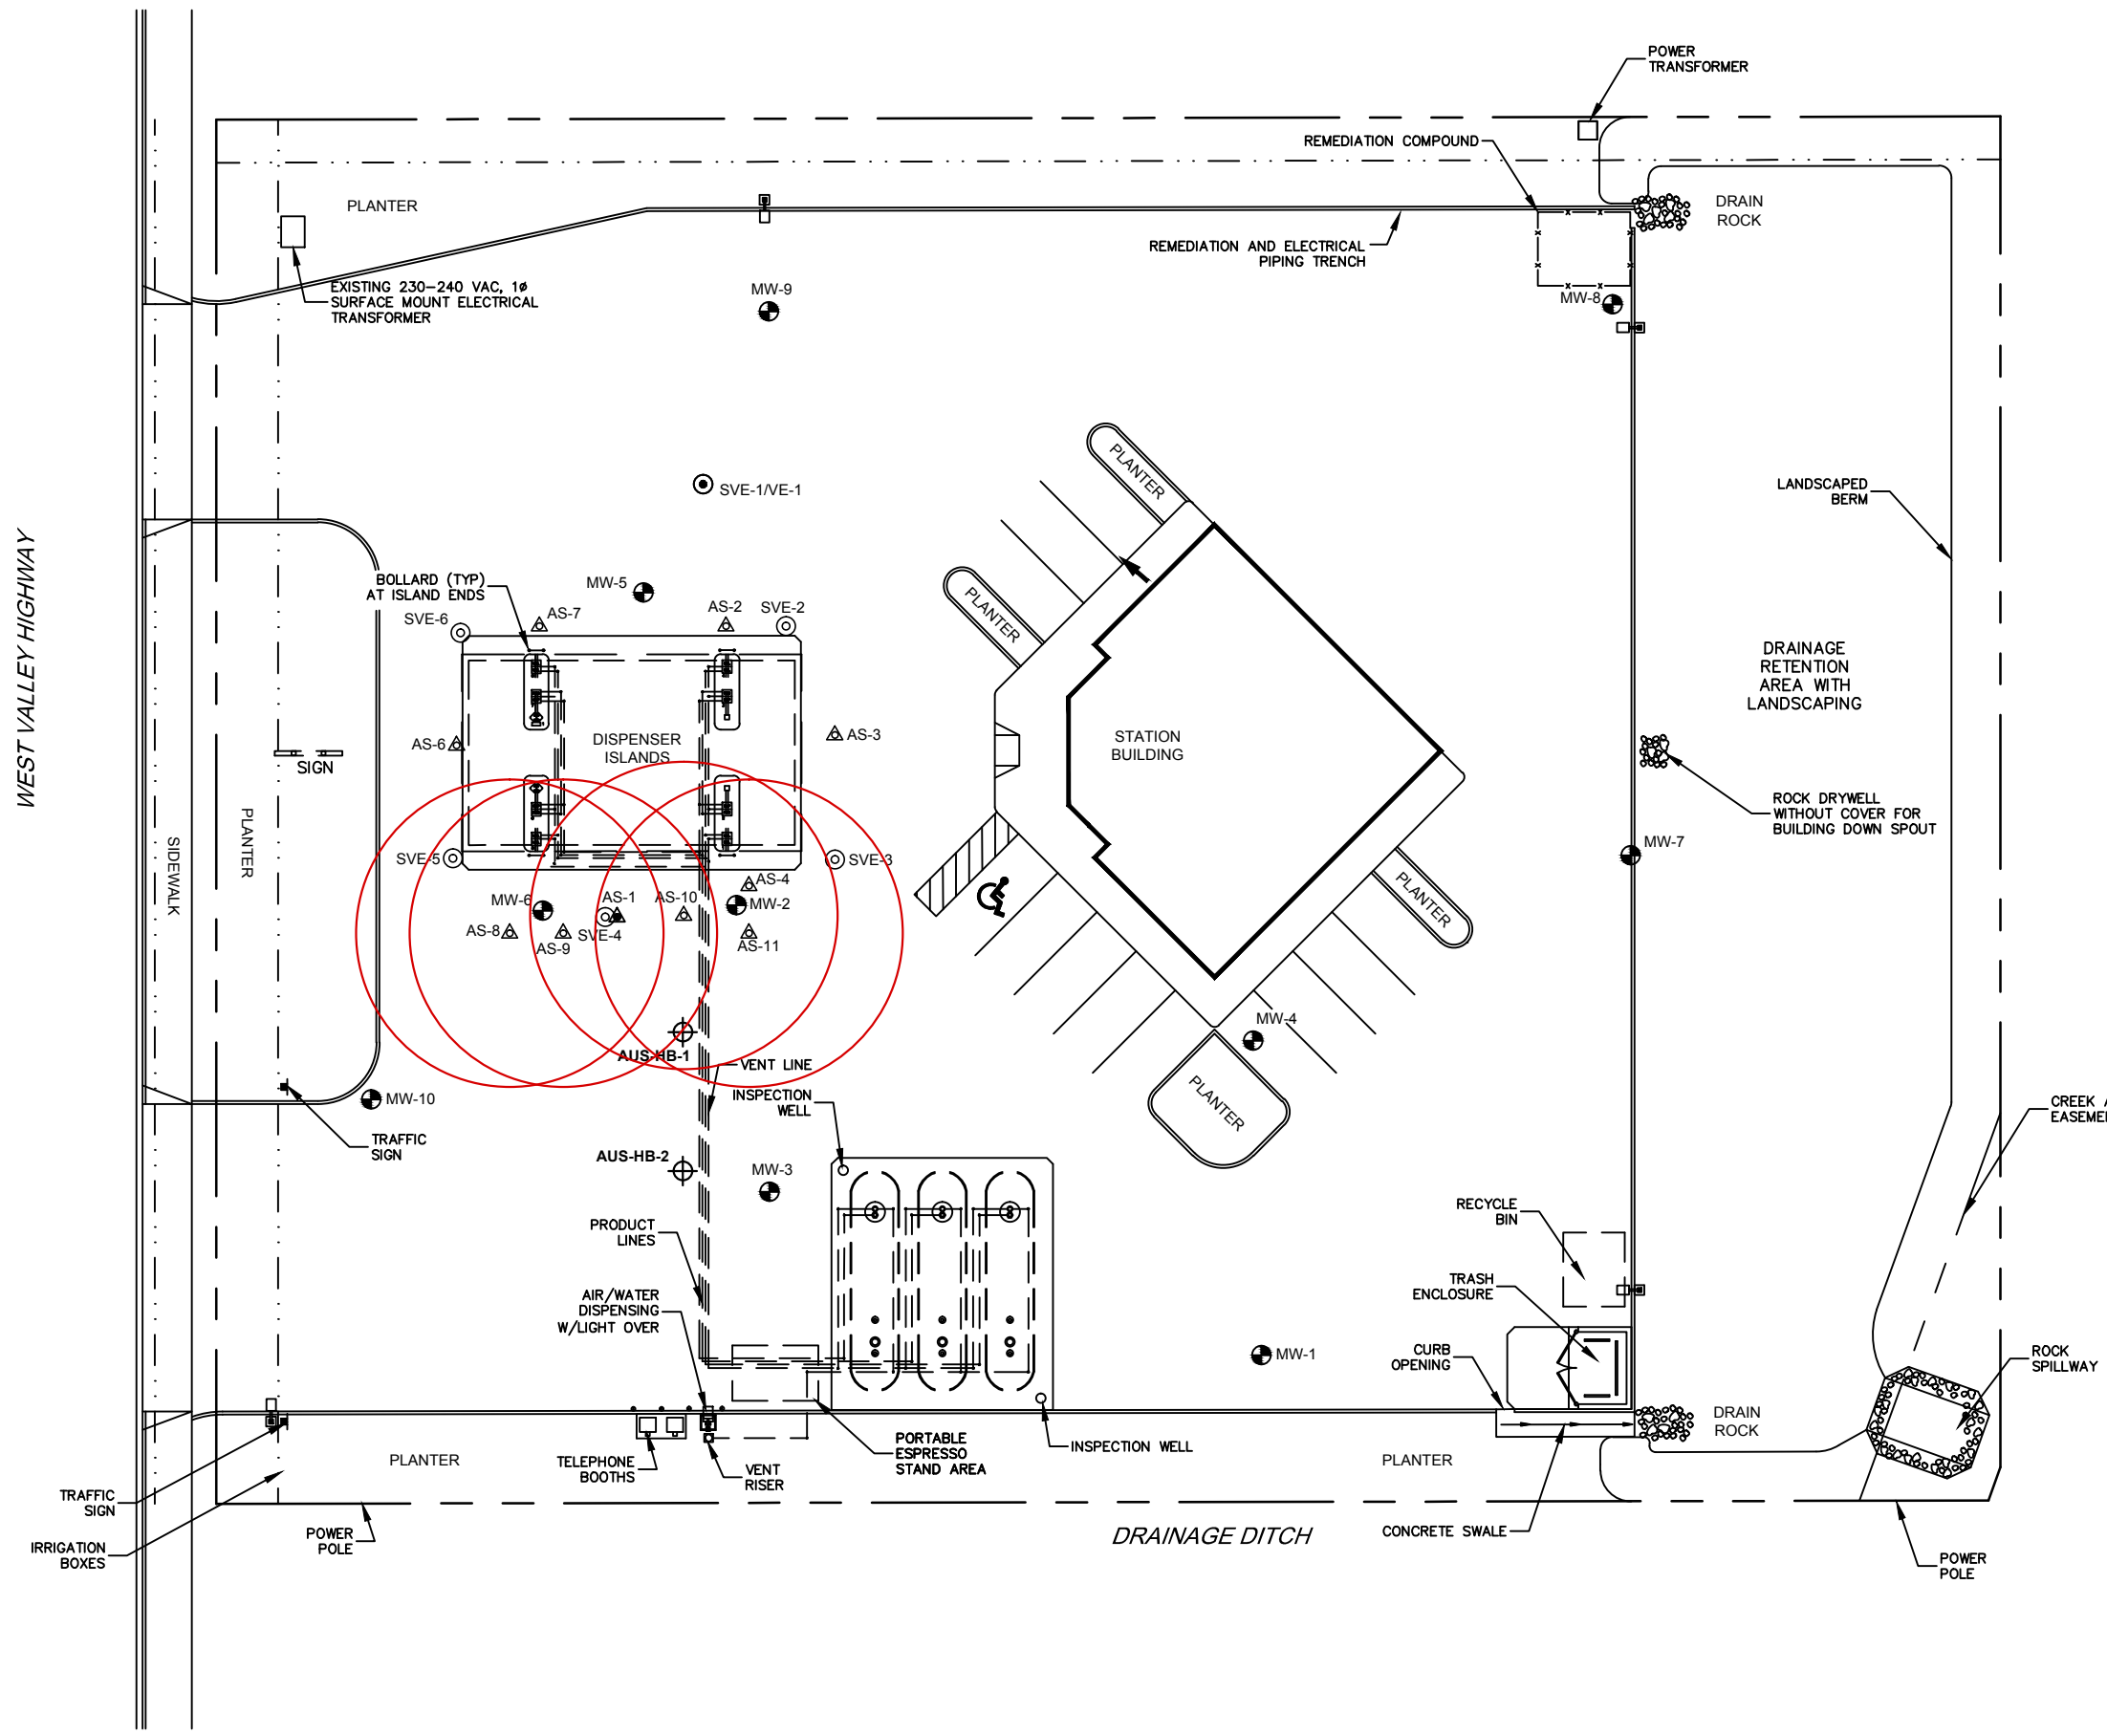 POWER
TRANSFORMER
REMEDIATION COMPOUND
PLANTER
DRAIN
ROCK
REMEDIATION AND ELECTRICAL
PIPING TRENCH
EXISTING 230-240 VAC, 1Ø
SURFACE MOUNT ELECTRICAL
TRANSFORMER
MW-9
MW-8
PLANTER
SVE-1/VE-1
LANDSCAPED
BERM
WEST VALLEY HIGHWAY
BOLLARD (TYP)
AT ISLAND ENDS
MW-5
PLANTER
SVE-6
AS-7
AS-2
SVE-2
DRAINAGE
RETENTION
AREA WITH
LANDSCAPING
AS-6
DISPENSER
ISLANDS
AS-3
STATION
BUILDING
SIGN
ROCK DRYWELL
WITHOUT COVER FOR
BUILDING DOWN SPOUT
SIDEWALK
PLANTER
SVE-5
SVE-3
MW-7
AS-4
PLANTER
MW-6
AS-1
AS-10
MW-2
AS-8
AS-9
SVE-4
AS-11
MW-4
AUS-HB-1
VENT LINE
INSPECTION
WELL
MW-10
PLANTER
TRAFFIC
SIGN
AUS-HB-2
MW-3
CREEK A
EASEME
RECYCLE
BIN
PRODUCT
LINES
TRASH
ENCLOSURE
AIR/WATER
DISPENSING
W/LIGHT OVER
MW-1
CURB
OPENING
ROCK
SPILLWAY
DRAIN
ROCK
PLANTER
TELEPHONE
BOOTHS
VENT
RISER
PORTABLE
ESPRESSO
STAND AREA
INSPECTION WELL
PLANTER
TRAFFIC
SIGN
POWER
POLE
IRRIGATION
BOXES
DRAINAGE DITCH
CONCRETE SWALE
POWER
POLE